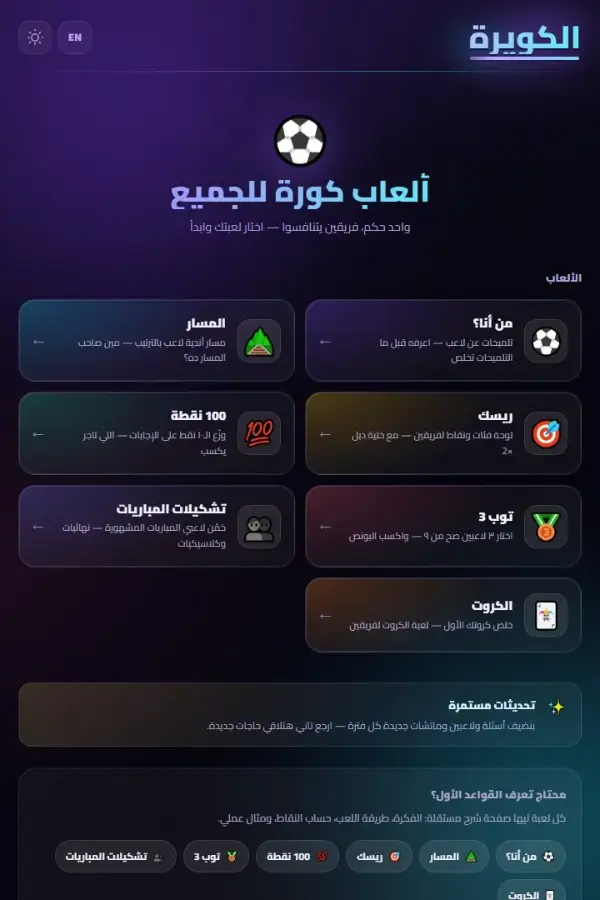 الكويرة
EN
ألعاب كورة للجميع
واحد حكم، فريقين يتنافسوا — اختار لعبتك وابدأ
الألعاب
من أنا؟
تلميحات عن لاعب — اعرفه قبل ما
التلميحات تخلص
←
المسار
مسار أندية لاعب بالترتيب — مين صاحب
المسار ده؟
←
ريسك
لوحة فئات ونقاط لفريقين — مع خلية دبل
×2
←
100 نقطة
وزّع الـ١٠ نقط على الإجابات — اللي تاجر
يكسب
←
توب 3
اختار ٣ لاعبين صح من ٩ — واكسب البونص
←
تشكيلات المباريات
خمّن لاعبي المباريات المشهورة — نهائيات
وكلاسيكيات
←
الكروت
خلص كروتك الأول — لعبة الكروت لفريقين
←
تحديثات مستمرة
بنضيف أسئلة ولاعبين وماتشات جديدة كل فترة — ارجع تاني هتلاقي حاجات جديدة.
محتاج تعرف القواعد الأول؟
كل لعبة ليها صفحة شرح مستقلة: الفكرة، طريقة اللعب، حساب النقاط، ومثال عملي.
من أنا؟
المسار
ريسك
100 نقطة
توب 3
تشكيلات المباريات
الكروت